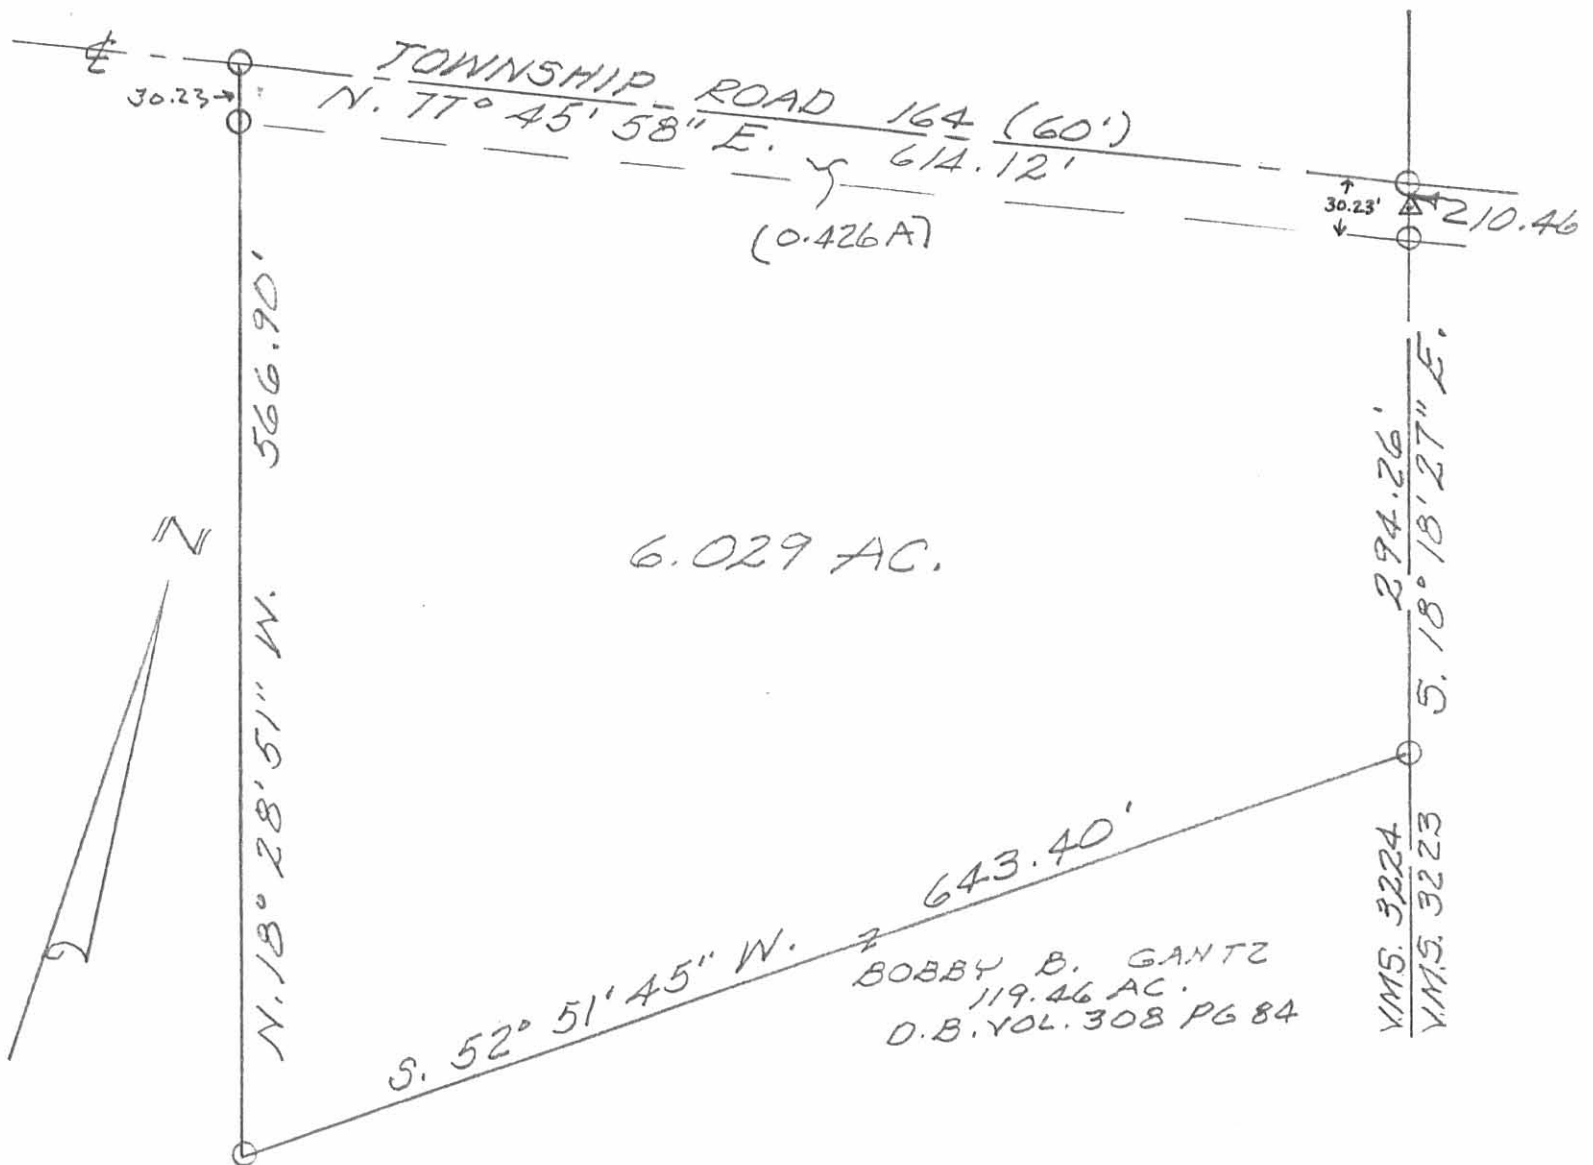 ℄
TOWNSHIP ROAD 164 (60')
N. 77° 45' 58" E. 614.12'
30.23
(0.426 A)
30.23'
210.46
566.90'
N. 18° 28' 51" W.
N
6.029 AC.
294.26'
S. 18° 18' 27" E.
S. 52° 51' 45" W. 643.40'
BOBBY B. GANTZ
119.46 AC.
D.B. VOL. 308 PG 84
V.M.S. 3224
V.M.S. 3223